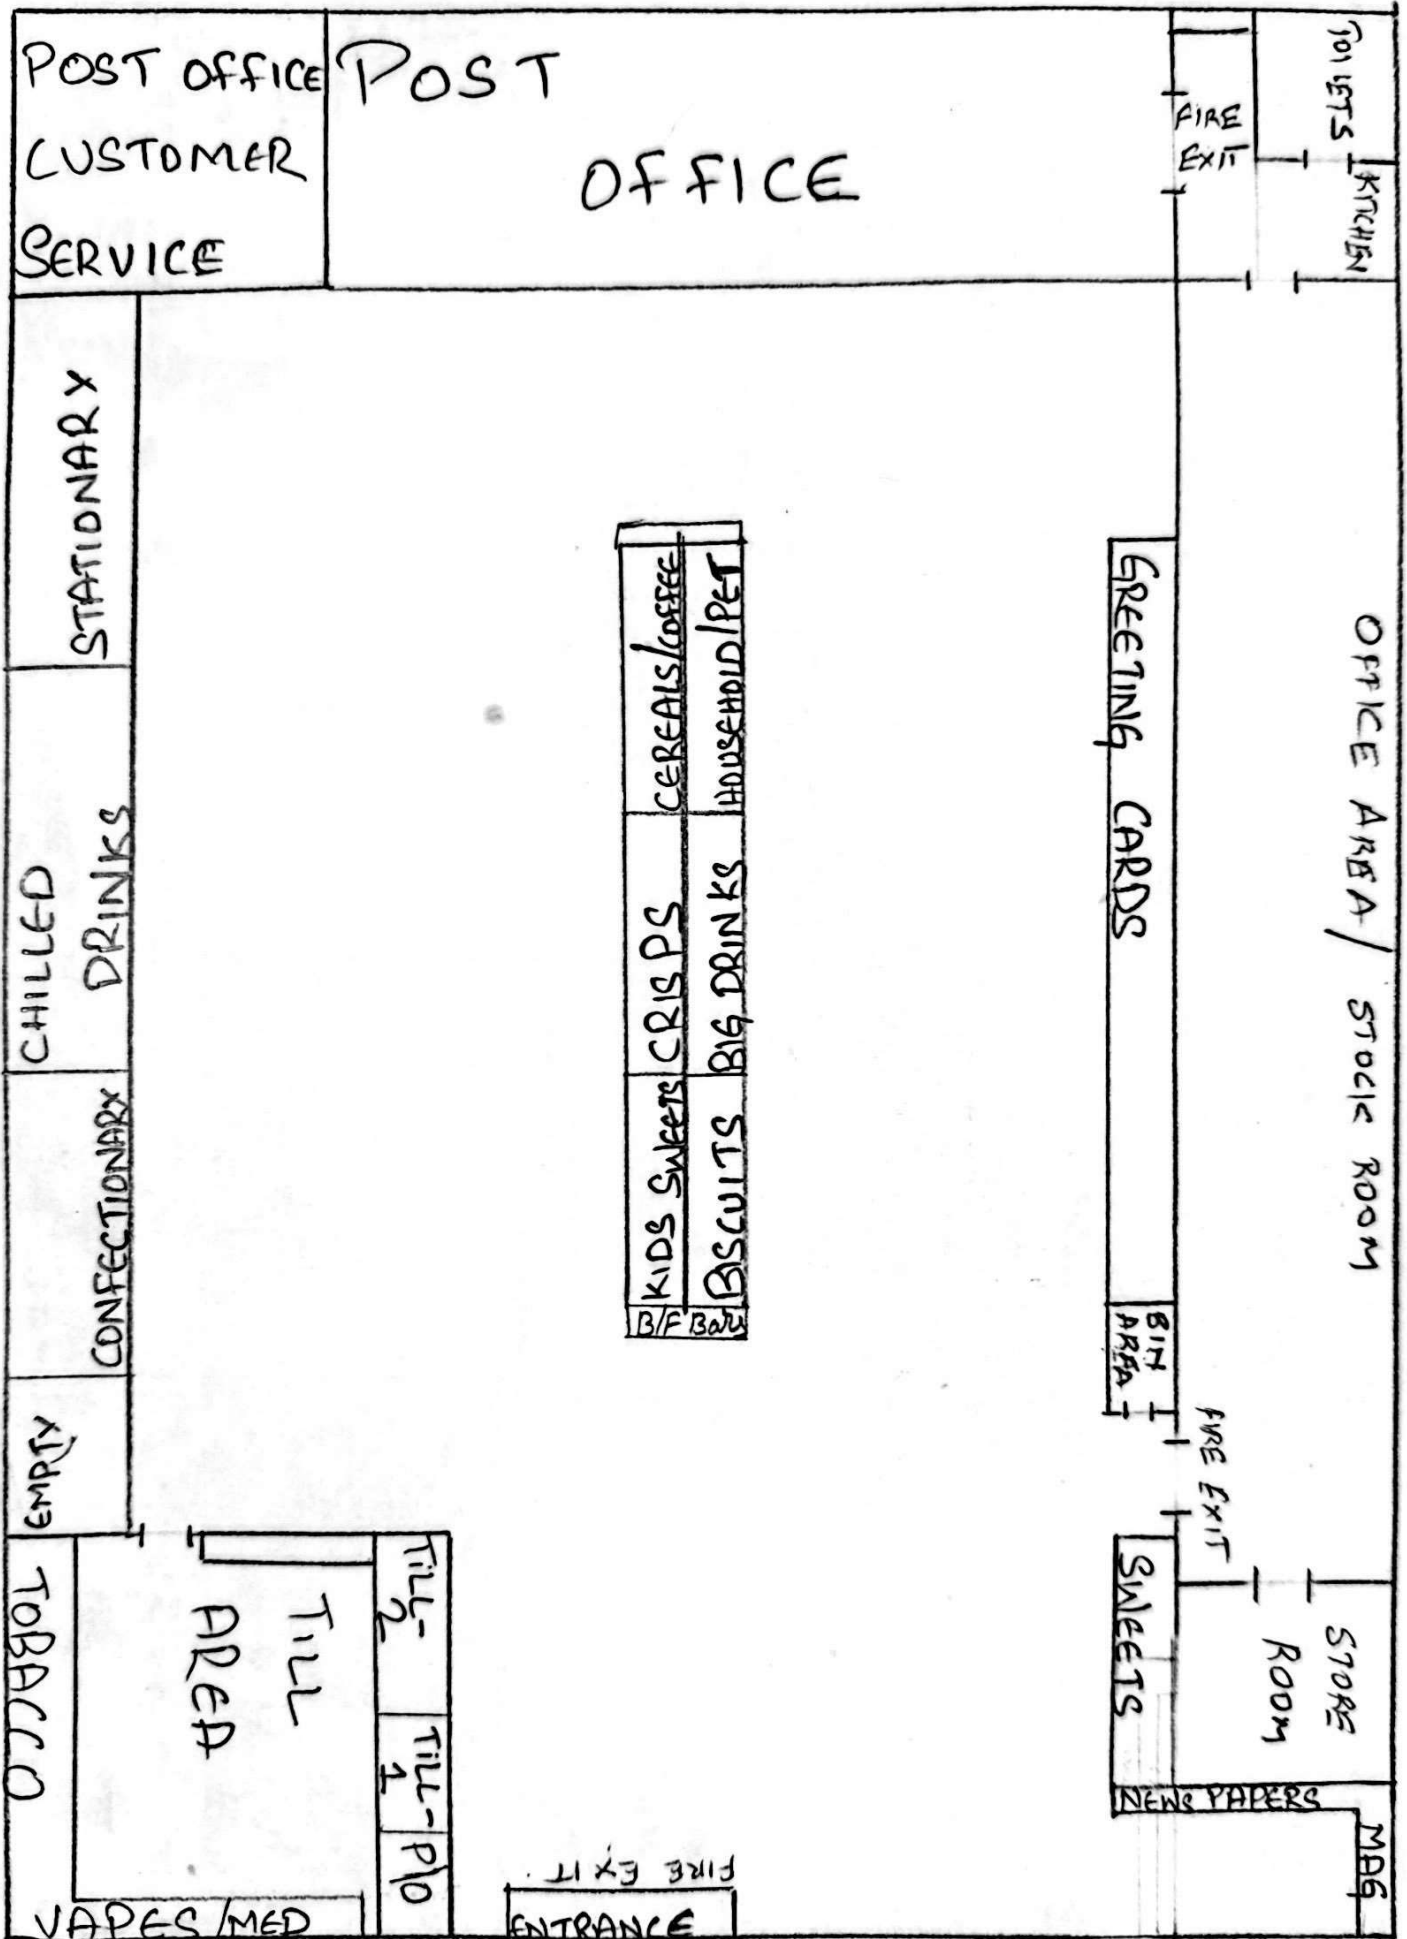 POST OFFICE
CUSTOMER
SERVICE
POST
OFFICE
FIRE
EXIT
TOILETS
KITCHEN
STATIONARY
CHILLED
DRINKS
CONFECTIONARY
EMPTY
CEREALS/COFFEE
HOUSEHOLD/PET
CRISPS
BIG DRINKS
KIDS SWEETS
BISCUITS
B/F Bars
GREETING CARDS
BIN
AREA
OFFICE AREA/ STOCK ROOM
FIRE EXIT
SWEETS
STORE
ROOM
NEWS PAPERS
MAG
TOBACCO
TILL
AREA
TILL-
2
TILL-
1
P/O
VAPES/MED
FIRE EXIT
ENTRANCE